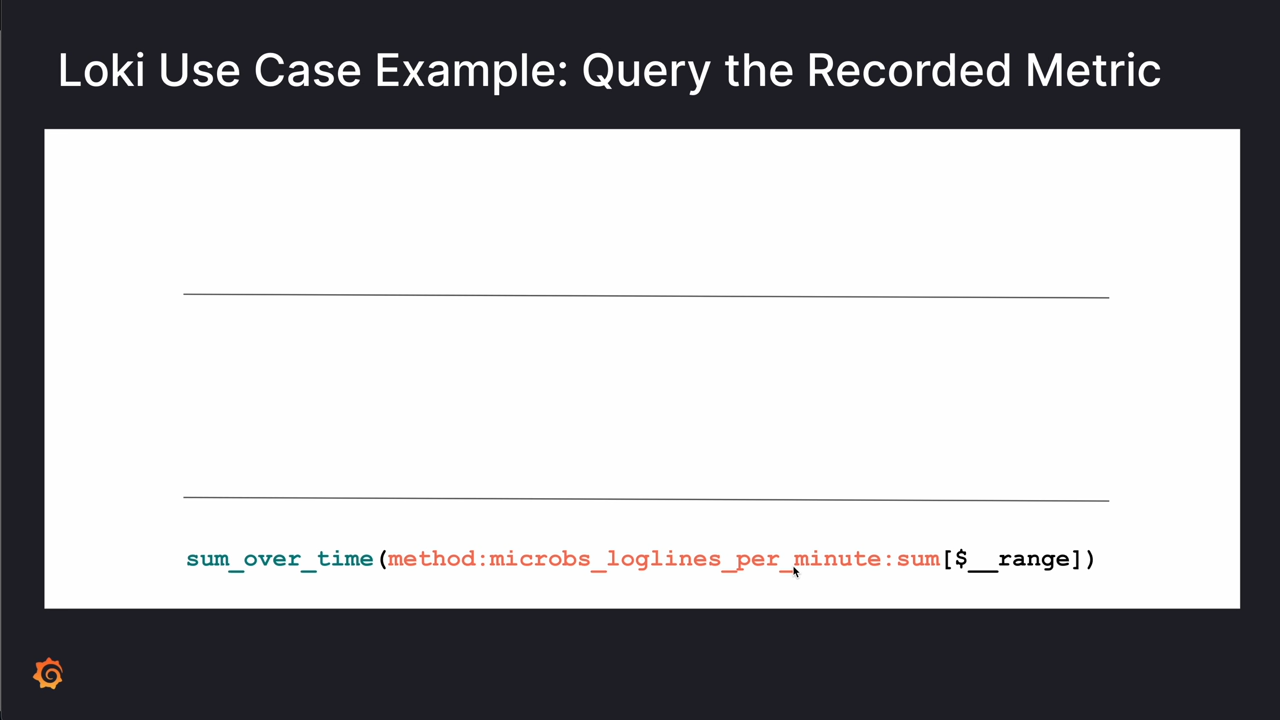 Loki Use Case Example: Query the Recorded Metric
sum_over_time(method:microbs_loglines_per_minute:sum[$__range])